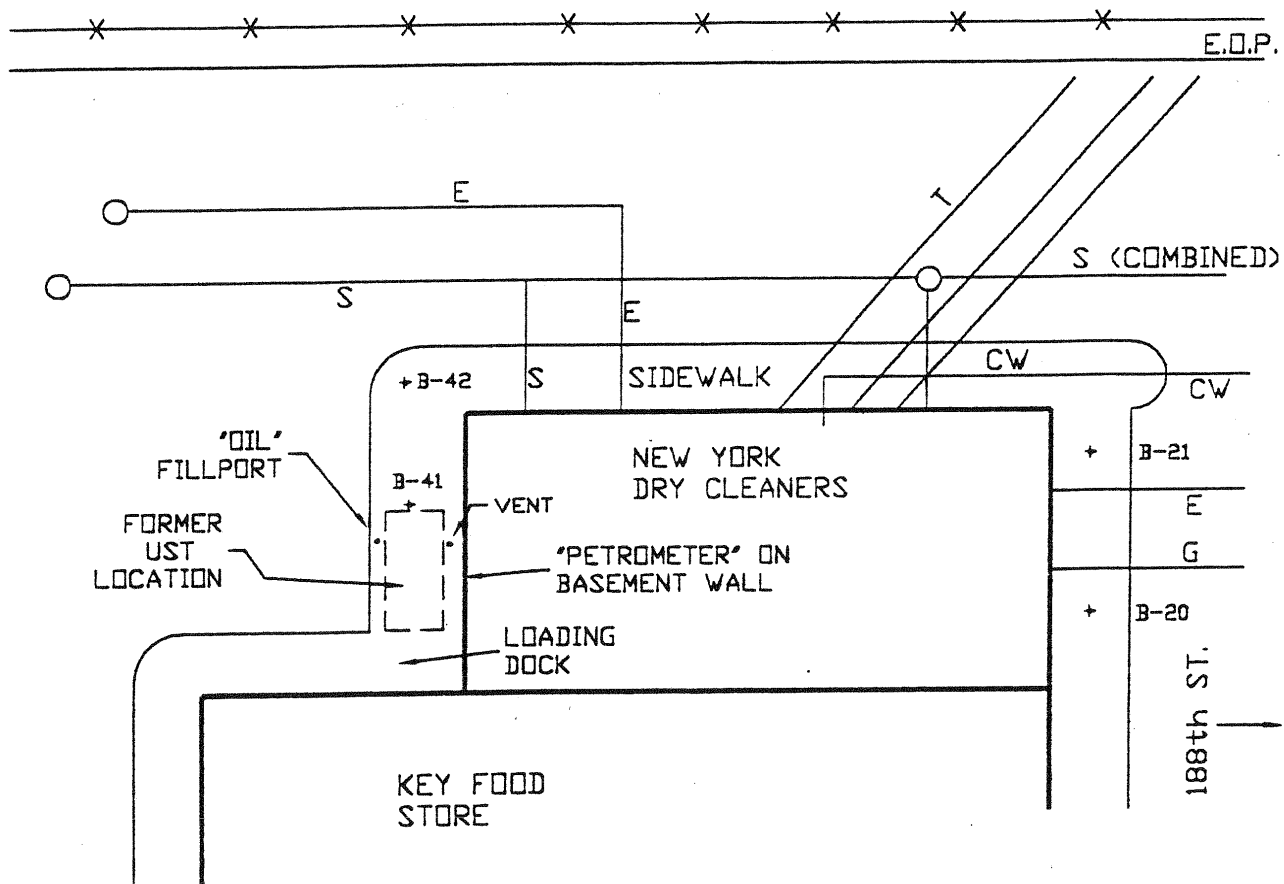 E.O.P.
E
T
S (COMBINED)
S
E
CW
B-42
S
SIDEWALK
CW
"OIL"
FILLPORT
NEW YORK
DRY CLEANERS
B-21
B-41
VENT
E
FORMER
UST
LOCATION
"PETROMETER" ON
BASEMENT WALL
G
B-20
LOADING
DOCK
188th ST.
KEY FOOD
STORE